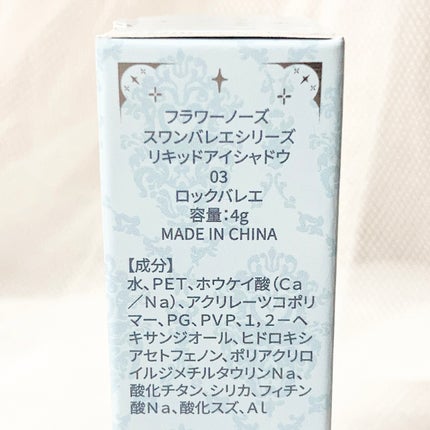 フラワーノーズ
スワンバレエシリーズ
リキッドアイシャドウ
03
ロックバレエ
容量:4g
MADE IN CHINA
【成分】
水、PET、ホウケイ酸(Ca
/Na)、アクリレーツコポリ
マー、PG、PVP、1,2-ヘ
キサンジオール、ヒドロキシ
アセトフェノン、ポリアクリロ
イルジメチルタウリンNa、
酸化チタン、シリカ、フィチン
酸Na、酸化スズ、Al